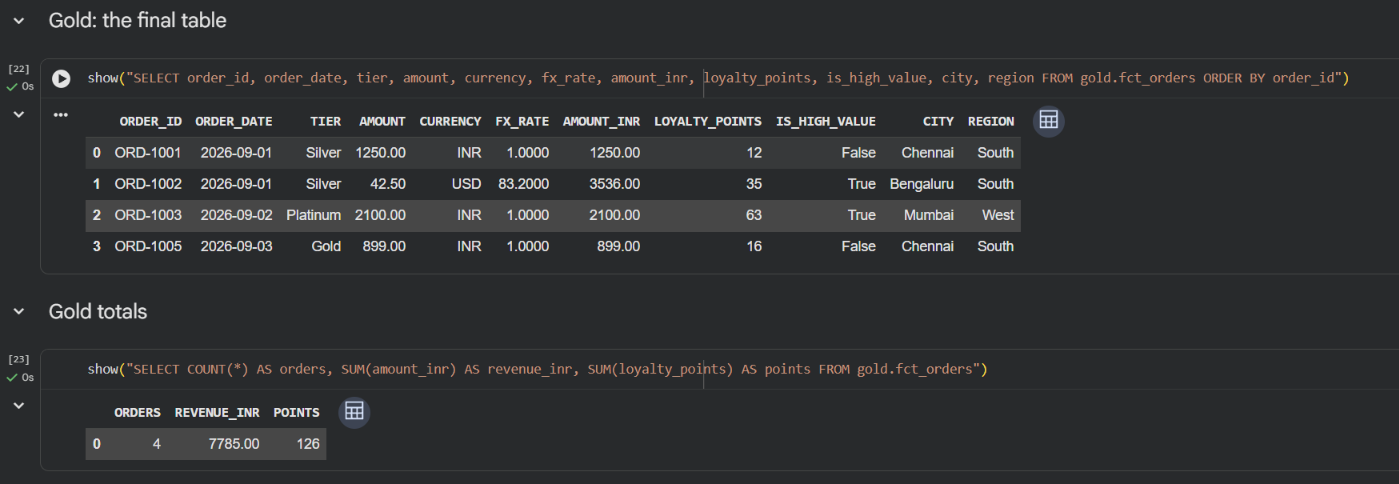 Gold: the final table
[22]
0s
show("SELECT order_id, order_date, tier, amount, currency, fx_rate, amount_inr, loyalty_points, is_high_value, city, region FROM gold.fct_orders ORDER BY order_id")
ORDER_ID ORDER_DATE TIER AMOUNT CURRENCY FX_RATE AMOUNT_INR LOYALTY_POINTS IS_HIGH_VALUE CITY REGION
0 ORD-1001 2026-09-01 Silver 1250.00 INR 1.0000 1250.00 12 False Chennai South
1 ORD-1002 2026-09-01 Silver 42.50 USD 83.2000 3536.00 35 True Bengaluru South
2 ORD-1003 2026-09-02 Platinum 2100.00 INR 1.0000 2100.00 63 True Mumbai West
3 ORD-1005 2026-09-03 Gold 899.00 INR 1.0000 899.00 16 False Chennai South
Gold totals
[23]
0s
show("SELECT COUNT(*) AS orders, SUM(amount_inr) AS revenue_inr, SUM(loyalty_points) AS points FROM gold.fct_orders")
ORDERS REVENUE_INR POINTS
0 4 7785.00 126